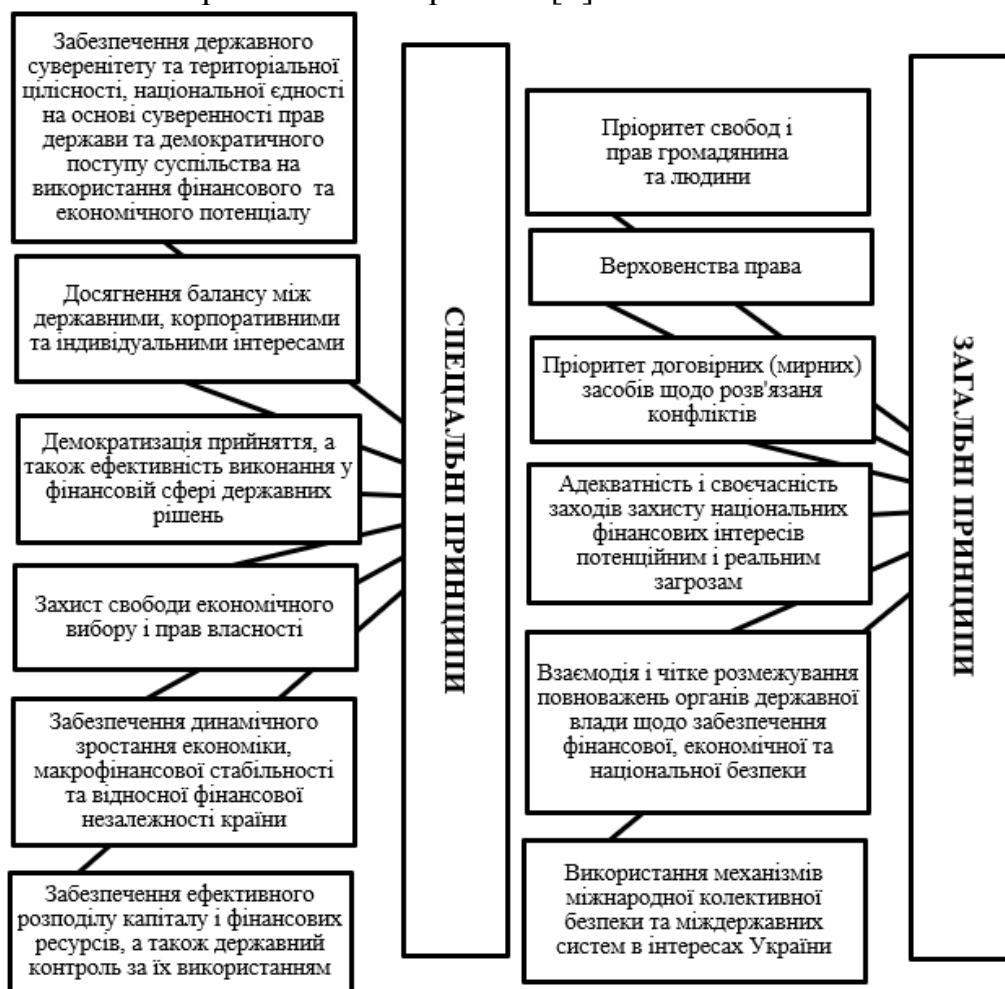 Забезпечення державного
суверенітету та територіальної
цілісності, національної єдності
на основі суверенності прав
держави та демократичного
поступу суспільства на
використання фінансового та
економічного потенціалу
Досягнення балансу між
державними, корпоративними
та індивідуальними інтересами
Демократизація прийняття, а
також ефективність виконання у
фінансовій сфері державних
рішень
Захист свободи економічного
вибору і прав власності
Забезпечення динамічного
зростання економіки,
макрофінансової стабільності
та відносної фінансової
незалежності країни
Забезпечення ефективного
розподілу капіталу і фінансових
ресурсів, а також державний
контроль за їх використанням
СПЕЦІАЛЬНІ ПРИНЦИПИ
Пріоритет свобод і
прав громадянина
та людини
Верховенства права
Пріоритет договірних (мирних)
засобів щодо розв'язаня
конфліктів
Адекватність і своєчасність
заходів захисту національних
фінансових інтересів
потенційним і реальним
загрозам
Взаємодія і чітке розмежування
повноважень органів державної
влади щодо забезпечення
фінансової, економічної та
національної безпеки
Використання механізмів
міжнародної колективної
безпеки та міждержавних
систем в інтересах України
ЗАГАЛЬНІ ПРИНЦИПИ